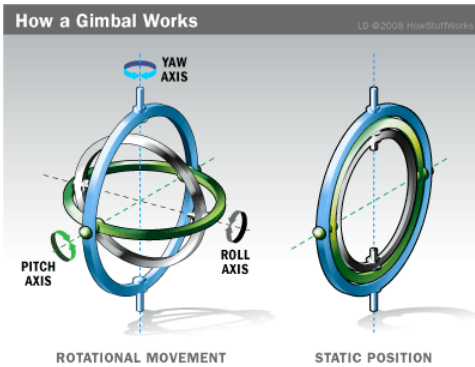 How a Gimbal Works
LD ©2008 HowStuffWorks
YAW
AXIS
PITCH
AXIS
ROLL
AXIS
ROTATIONAL MOVEMENT
STATIC POSITION